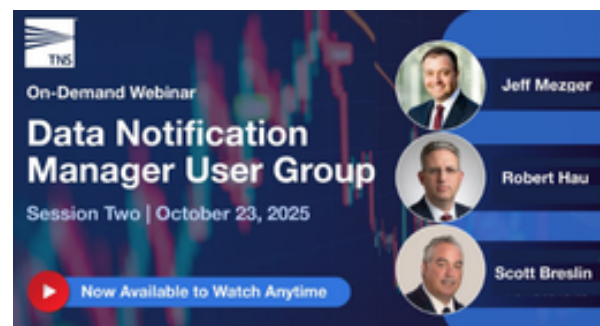 TNS
On-Demand Webinar
Data Notification
Manager User Group
Session Two | October 23, 2025
Now Available to Watch Anytime
Jeff Mezger
Robert Hau
Scott Breslin